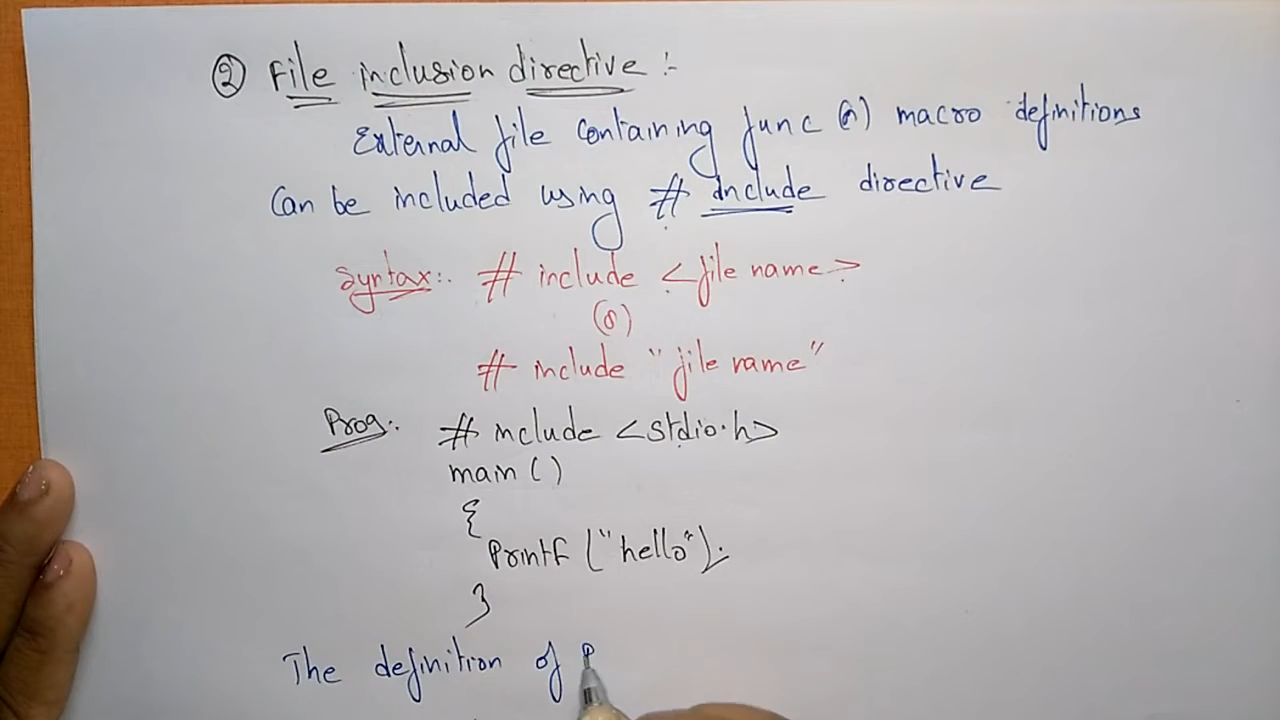 ② File inclusion directive :-
External file containing func (or) macro definitions
Can be included using # include directive
Syntax:. # include <file name>
(or)
# include "file name"
Prog:. # include <stdio.h>
main ()
{
Printf ("hello");
}
The definition of P